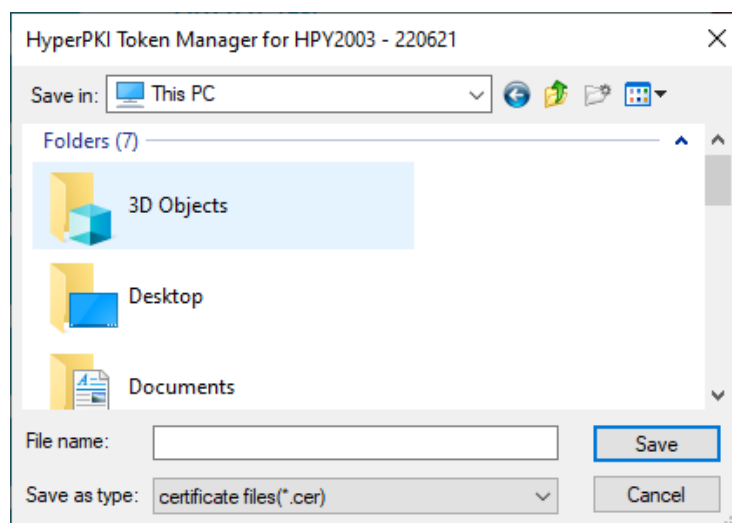 HyperPKI Token Manager for HPY2003 - 220621
Save in: This PC
Folders (7)
3D Objects
Desktop
Documents
File name:
Save
Save as type: certificate files(*.cer)
Cancel